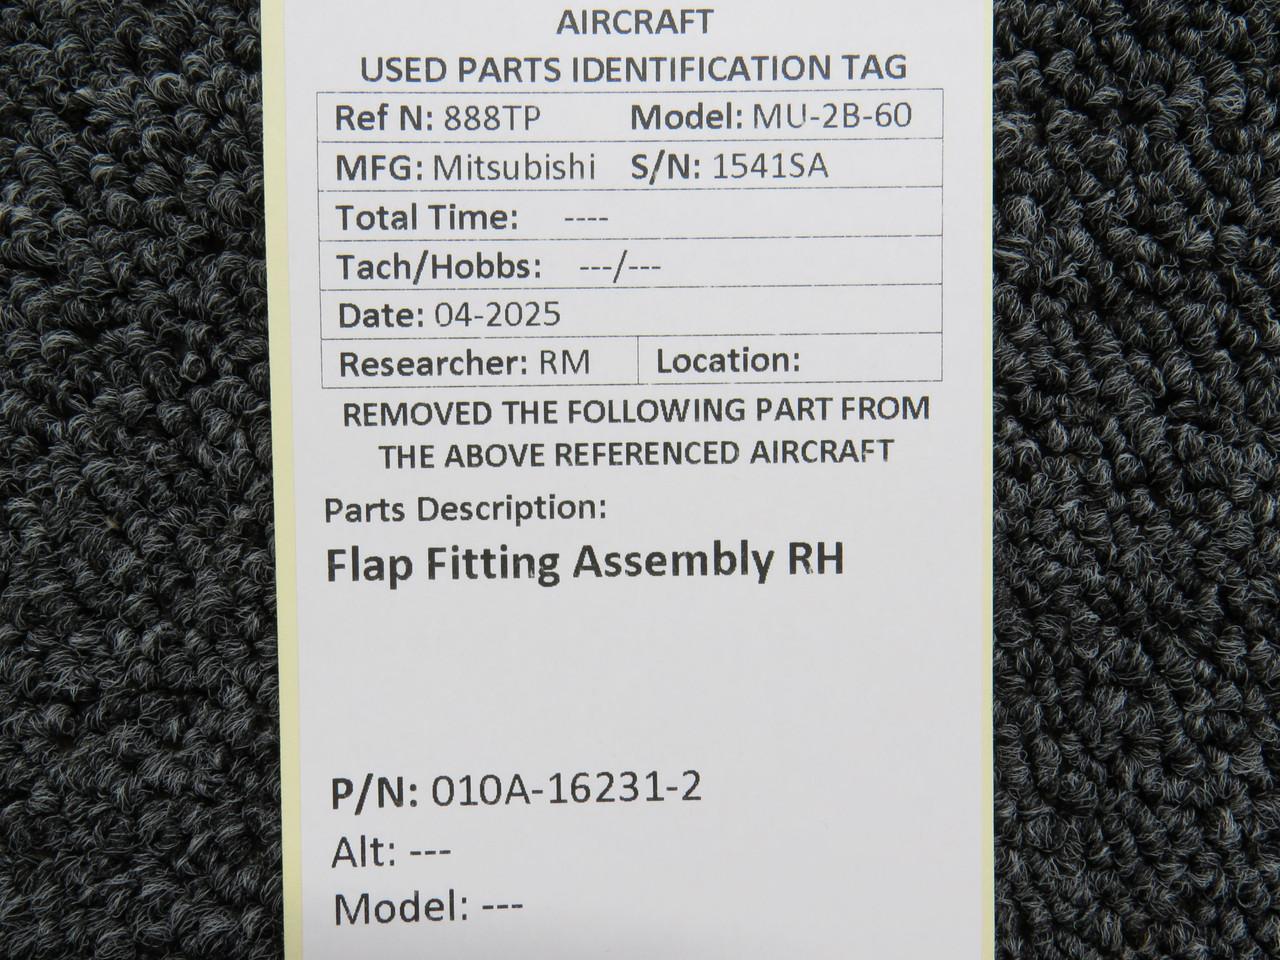 AIRCRAFT
USED PARTS IDENTIFICATION TAG
Ref N: 888TP Model: MU-2B-60
MFG: Mitsubishi S/N: 1541SA
Total Time: ----
Tach/Hobbs: ---/---
Date: 04-2025
Researcher: RM Location:
REMOVED THE FOLLOWING PART FROM
THE ABOVE REFERENCED AIRCRAFT
Parts Description:
Flap Fitting Assembly RH
P/N: 010A-16231-2
Alt: ---
Model: ---